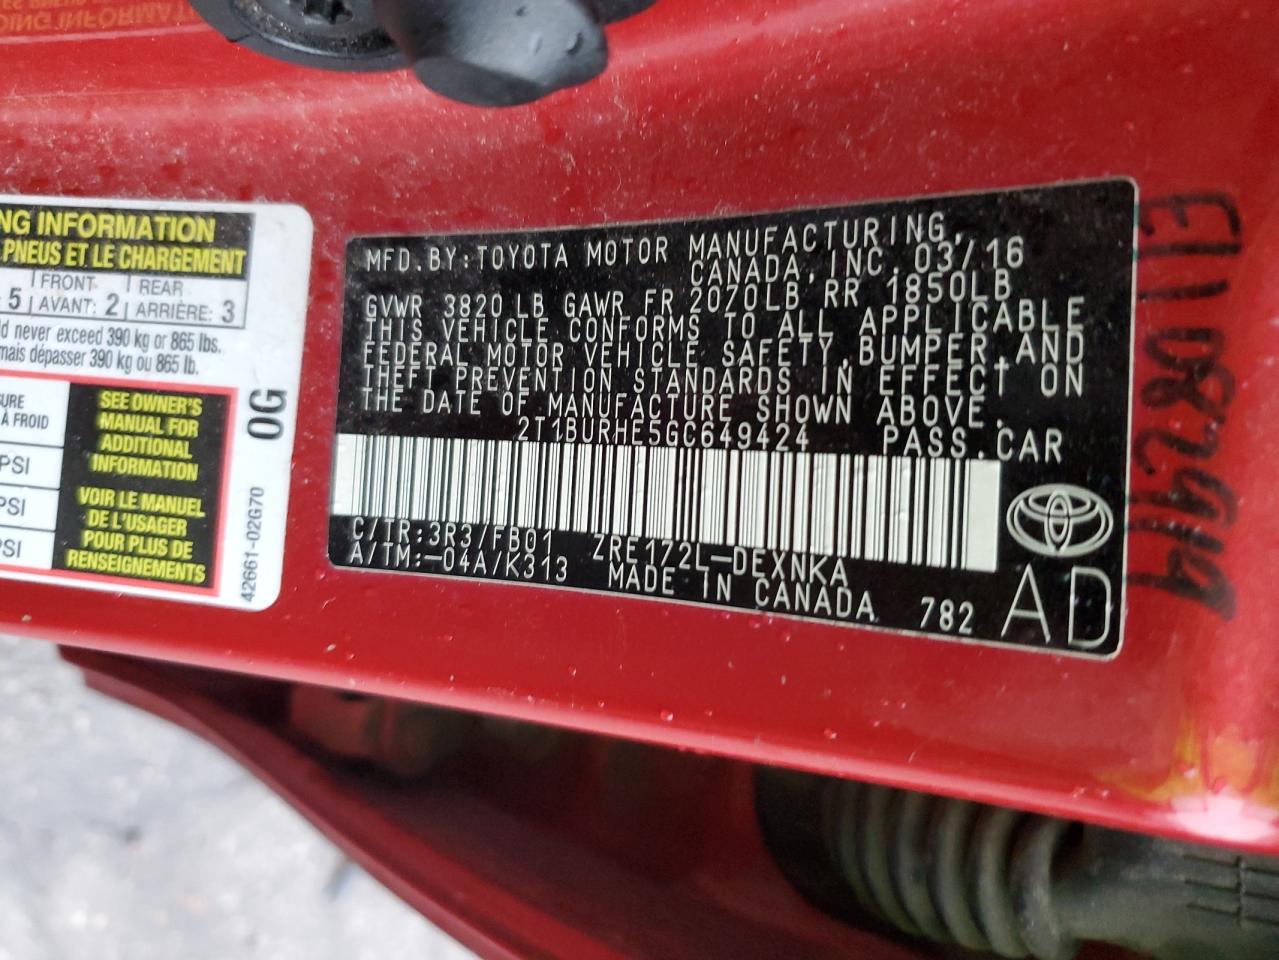 DING INFORMATION
NG INFORMATION
PNEUS ET LE CHARGEMENT
5 FRONT AVANT: 2 REAR ARRIÈRE: 3
never exceed 390 kg or 865 lbs.
mais dépasser 390 kg ou 865 lb.
À FROID
PSI
PSI
PSI
SEE OWNER'S
MANUAL FOR
ADDITIONAL
INFORMATION
VOIR LE MANUEL
DE L'USAGER
POUR PLUS DE
RENSEIGNEMENTS
0G
42661-02G70
MFD. BY: TOYOTA MOTOR MANUFACTURING,
CANADA, INC. 03/16
GVWR 3820 LB GAWR FR 2070LB RR 1850LB
THIS VEHICLE CONFORMS TO ALL APPLICABLE
FEDERAL MOTOR VEHICLE SAFETY, BUMPER, AND
THEFT PREVENTION STANDARDS IN EFFECT ON
THE DATE OF MANUFACTURE SHOWN ABOVE.
2T1BURHE5GC649424 PASS. CAR
C/TR: 3R3/FB01 ZRE172L-DEXNKA
A/TM:-04A/K313 MADE IN CANADA 782
AD